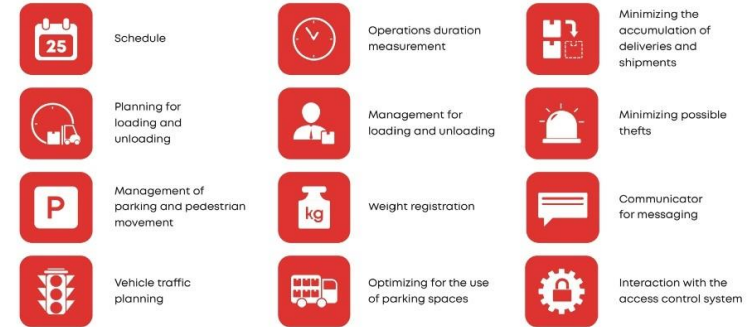 25
Schedule
Operations duration
measurement
Minimizing the
accumulation of
deliveries and
shipments
Planning for
loading and
unloading
Management for
loading and unloading
Minimizing possible
thefts
P
Management of
parking and pedestrian
movement
kg
Weight registration
Communicator
for messaging
Vehicle traffic
planning
Optimizing for the use
of parking spaces
Interaction with the
access control system